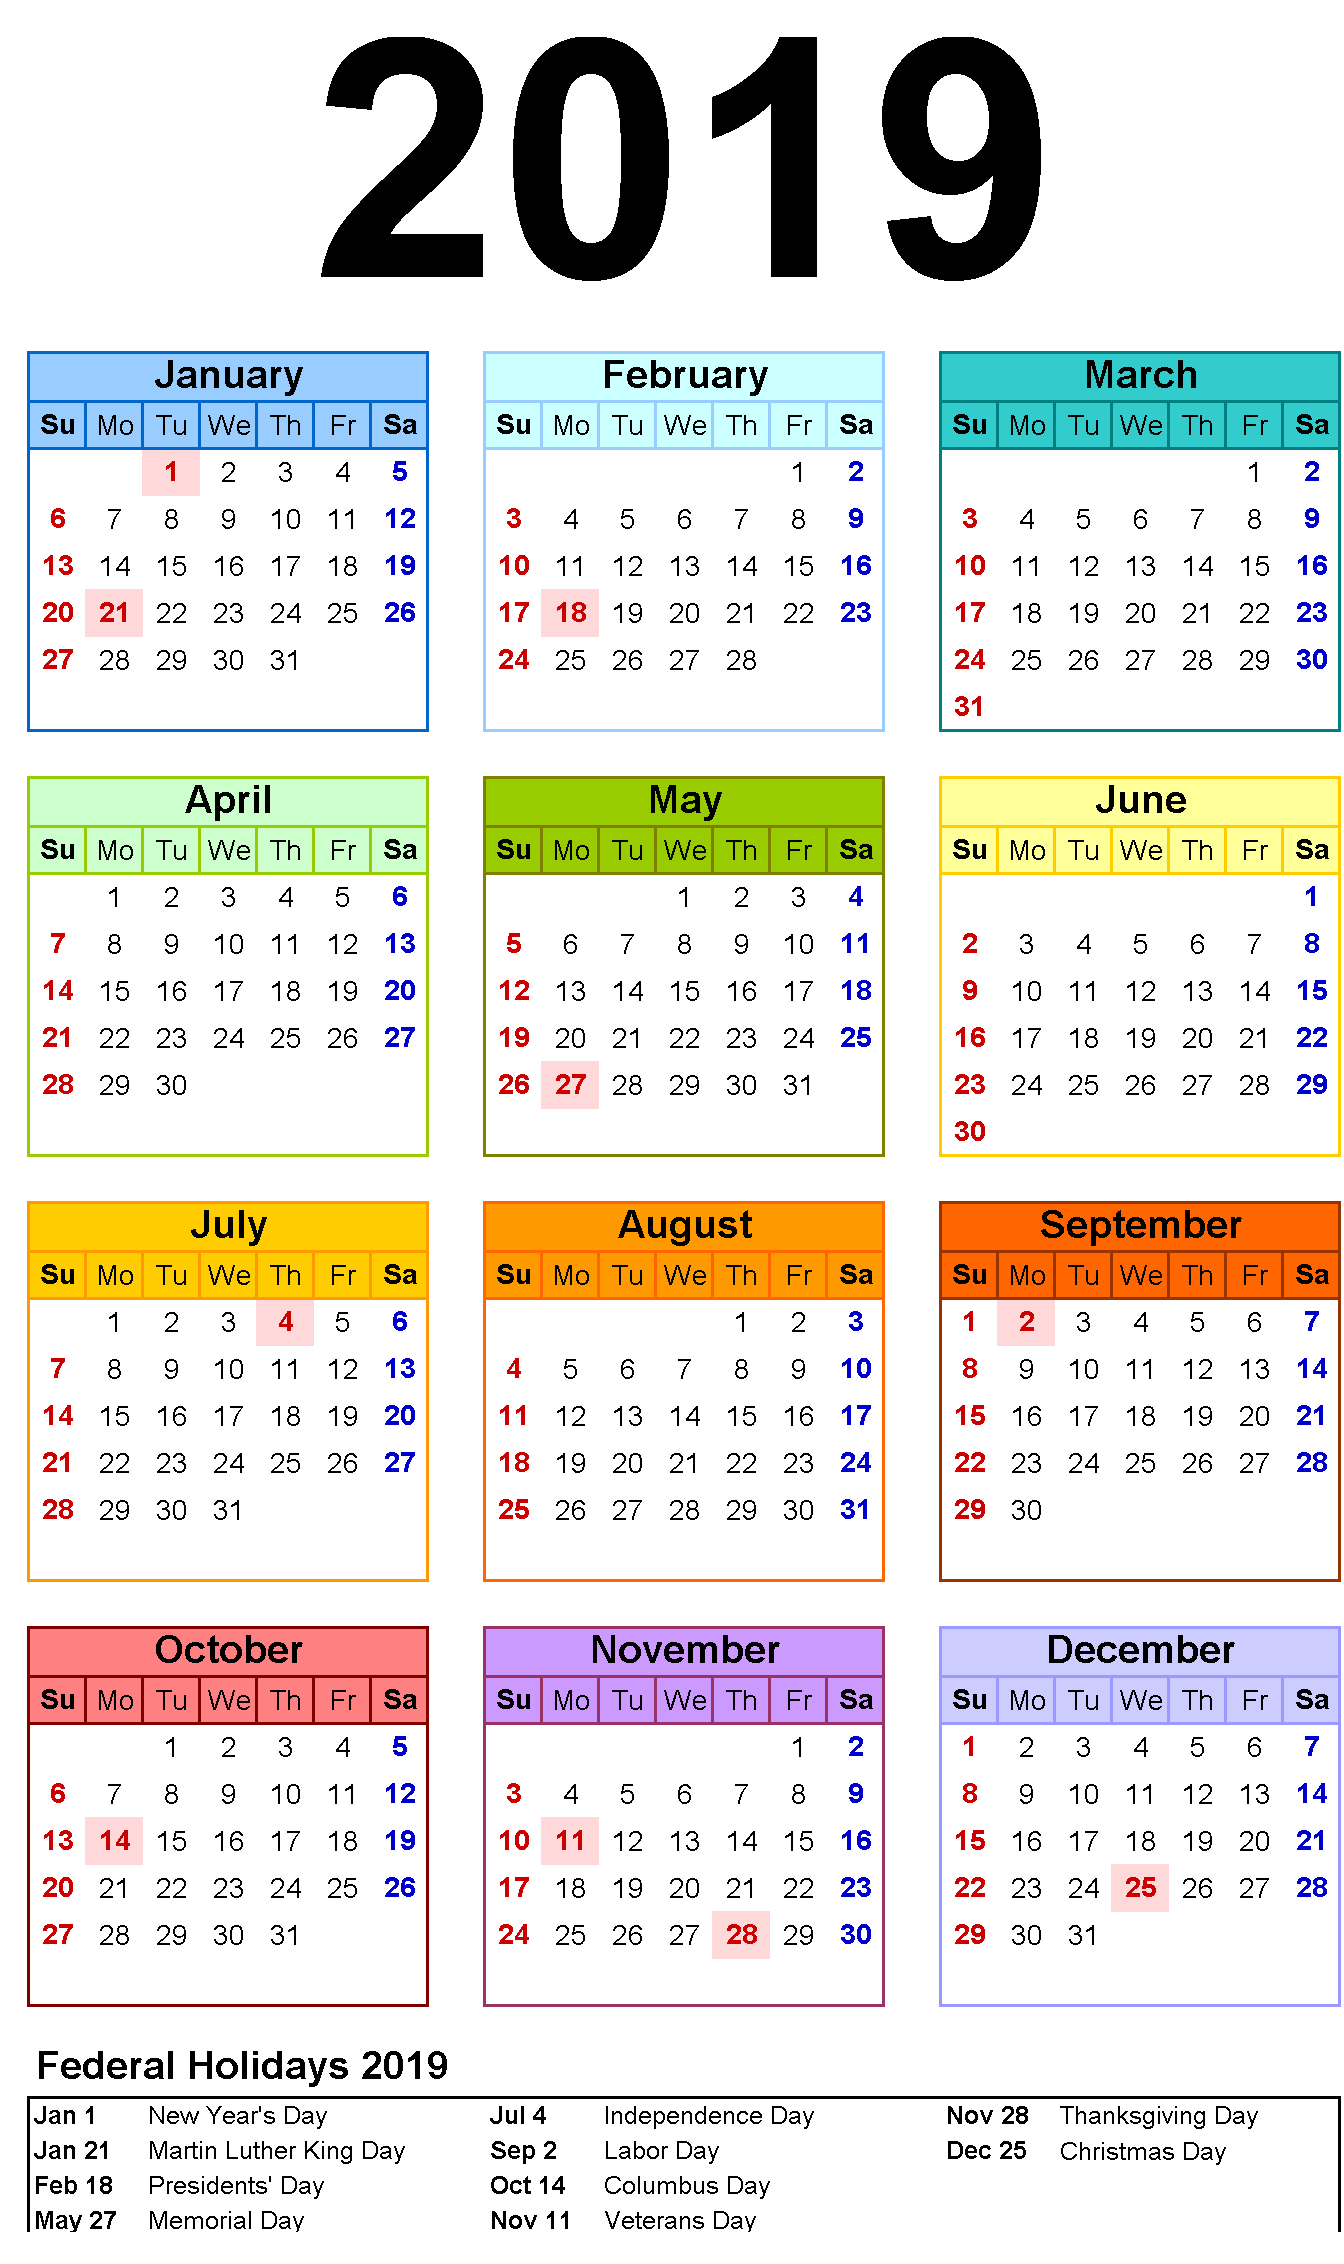 2019
January February March
Su Mo Tu We Th Fr Sa Su Mo Tu We Th Fr Sa Su Mo Tu We Th Fr Sa
1 2 3 4 5 1 2 1 2
6 7 8 9 10 11 12 3 4 5 6 7 8 9 3 4 5 6 7 8 9
13 14 15 16 17 18 19 10 11 12 13 14 15 16 10 11 12 13 14 15 16
20 21 22 23 24 25 26 17 18 19 20 21 22 23 17 18 19 20 21 22 23
27 28 29 30 31 24 25 26 27 28 24 25 26 27 28 29 30
31
April May June
Su Mo Tu We Th Fr Sa Su Mo Tu We Th Fr Sa Su Mo Tu We Th Fr Sa
1 2 3 4 5 6 1 2 3 4 1
7 8 9 10 11 12 13 5 6 7 8 9 10 11 2 3 4 5 6 7 8
14 15 16 17 18 19 20 12 13 14 15 16 17 18 9 10 11 12 13 14 15
21 22 23 24 25 26 27 19 20 21 22 23 24 25 16 17 18 19 20 21 22
28 29 30 26 27 28 29 30 31 23 24 25 26 27 28 29
30
July August September
Su Mo Tu We Th Fr Sa Su Mo Tu We Th Fr Sa Su Mo Tu We Th Fr Sa
1 2 3 4 5 6 1 2 3 1 2 3 4 5 6 7
7 8 9 10 11 12 13 4 5 6 7 8 9 10 8 9 10 11 12 13 14
14 15 16 17 18 19 20 11 12 13 14 15 16 17 15 16 17 18 19 20 21
21 22 23 24 25 26 27 18 19 20 21 22 23 24 22 23 24 25 26 27 28
28 29 30 31 25 26 27 28 29 30 31 29 30
October November December
Su Mo Tu We Th Fr Sa Su Mo Tu We Th Fr Sa Su Mo Tu We Th Fr Sa
1 2 3 4 5 1 2 1 2 3 4 5 6 7
6 7 8 9 10 11 12 3 4 5 6 7 8 9 8 9 10 11 12 13 14
13 14 15 16 17 18 19 10 11 12 13 14 15 16 15 16 17 18 19 20 21
20 21 22 23 24 25 26 17 18 19 20 21 22 23 22 23 24 25 26 27 28
27 28 29 30 31 24 25 26 27 28 29 30 29 30 31
Federal Holidays 2019
Jan 1 New Year's Day Jul 4 Independence Day Nov 28 Thanksgiving Day
Jan 21 Martin Luther King Day Sep 2 Labor Day Dec 25 Christmas Day
Feb 18 Presidents' Day Oct 14 Columbus Day
May 27 Memorial Day Nov 11 Veterans Day